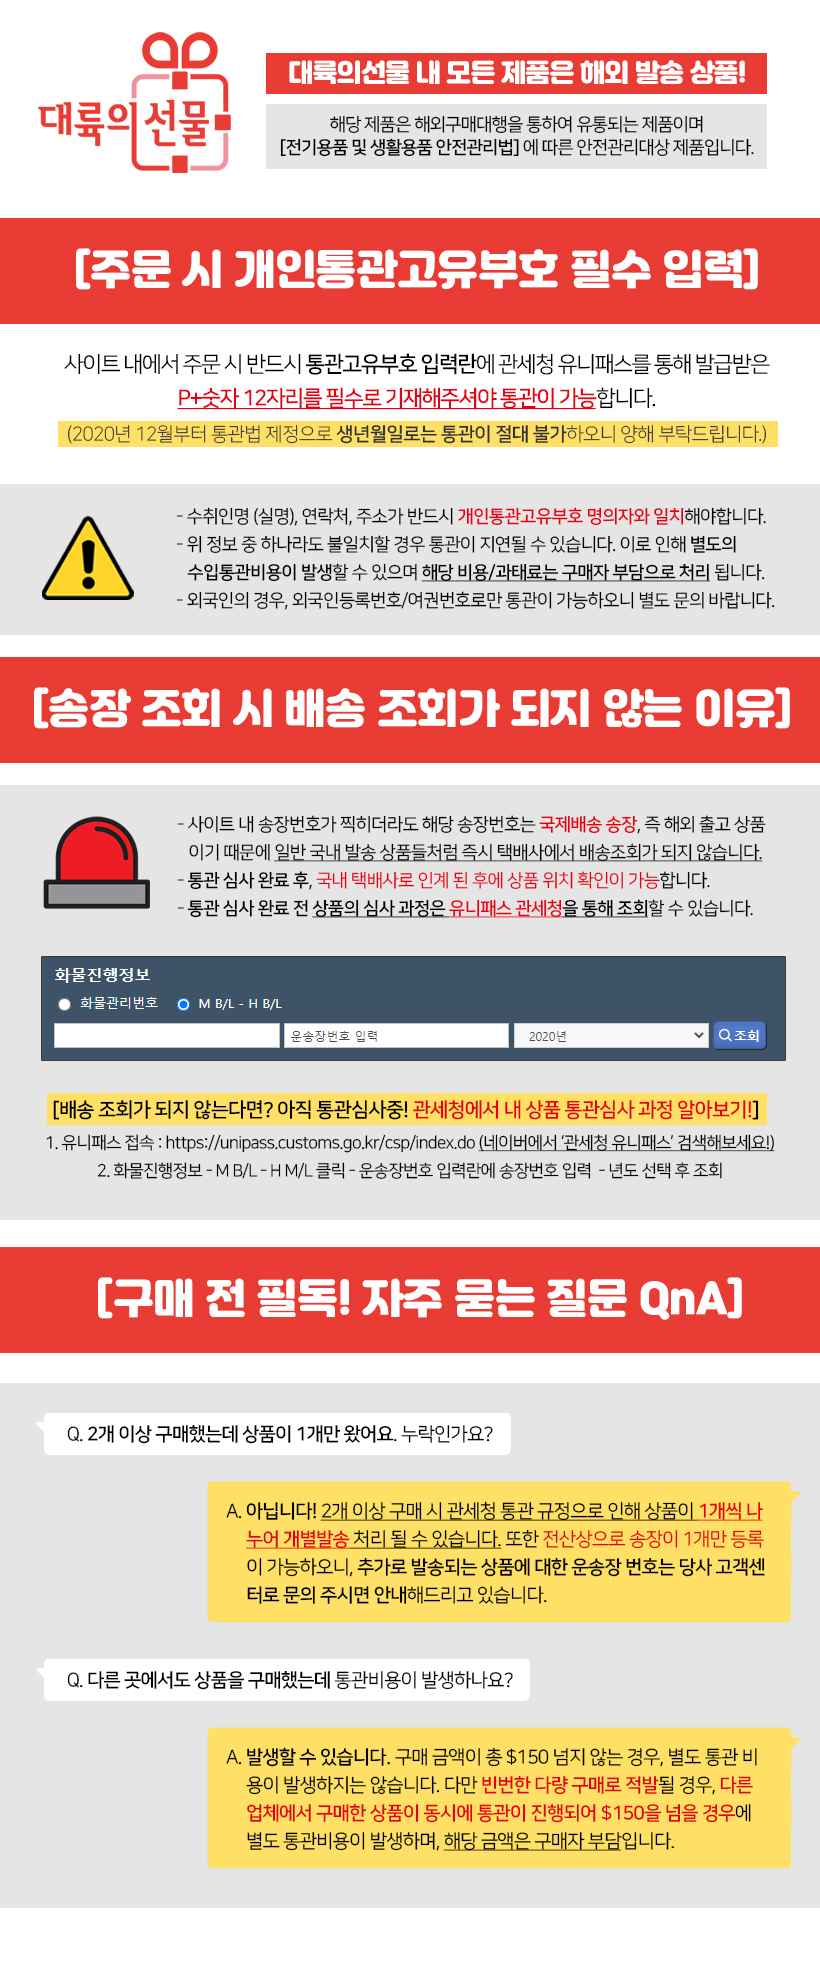 대륙의선물
대륙의선물 내 모든 제품은 해외 발송 상품!
해당 제품은 해외구매대행을 통하여 유통되는 제품이며
[전기용품 및 생활용품 안전관리법] 에 따른 안전관리대상 제품입니다.
[주문 시 개인통관고유부호 필수 입력]
사이트 내에서 주문 시 반드시 통관고유부호 입력란에 관세청 유니패스를 통해 발급받은
P+숫자 12자리를 필수로 기재해주셔야 통관이 가능합니다.
(2020년 12월부터 통관법 제정으로 생년월일로는 통관이 절대 불가하오니 양해 부탁드립니다.)
- 수취인명 (실명), 연락처, 주소가 반드시 개인통관고유부호 명의자와 일치해야합니다.
- 위 정보 중 하나라도 불일치할 경우 통관이 지연될 수 있습니다. 이로 인해 별도의
수입통관비용이 발생할 수 있으며 해당 비용/과태료는 구매자 부담으로 처리 됩니다.
- 외국인의 경우, 외국인등록번호/여권번호로만 통관이 가능하오니 별도 문의 바랍니다.
[송장 조회 시 배송 조회가 되지 않는 이유]
- 사이트 내 송장번호가 찍히더라도 해당 송장번호는 국제배송 송장, 즉 해외 출고 상품
이기 때문에 일반 국내 발송 상품들처럼 즉시 택배사에서 배송조회가 되지 않습니다.
- 통관 심사 완료 후, 국내 택배사로 인계 된 후에 상품 위치 확인이 가능합니다.
- 통관 심사 완료 전 상품의 심사 과정은 유니패스 관세청을 통해 조회할 수 있습니다.
화물진행정보
화물관리번호 M B/L - H B/L
운송장번호 입력 2020년 조회
[배송 조회가 되지 않는다면? 아직 통관심사중! 관세청에서 내 상품 통관심사 과정 알아보기!]
1. 유니패스 접속 : https://unipass.customs.go.kr/csp/index.do (네이버에서 '관세청 유니패스' 검색해보세요!)
2. 화물진행정보 - M B/L - H M/L 클릭 - 운송장번호 입력란에 송장번호 입력 - 년도 선택 후 조회
[구매 전 필독! 자주 묻는 질문 QnA]
Q. 2개 이상 구매했는데 상품이 1개만 왔어요. 누락인가요?
A. 아닙니다! 2개 이상 구매 시 관세청 통관 규정으로 인해 상품이 1개씩 나
누어 개별발송 처리 될 수 있습니다. 또한 전산상으로 송장이 1개만 등록
이 가능하오니, 추가로 발송되는 상품에 대한 운송장 번호는 당사 고객센
터로 문의 주시면 안내해드리고 있습니다.
Q. 다른 곳에서도 상품을 구매했는데 통관비용이 발생하나요?
A. 발생할 수 있습니다. 구매 금액이 총 $150 넘지 않는 경우, 별도 통관 비
용이 발생하지는 않습니다. 다만 빈번한 다량 구매로 적발될 경우, 다른
업체에서 구매한 상품이 동시에 통관이 진행되어 $150을 넘을 경우에
별도 통관비용이 발생하며, 해당 금액은 구매자 부담입니다.